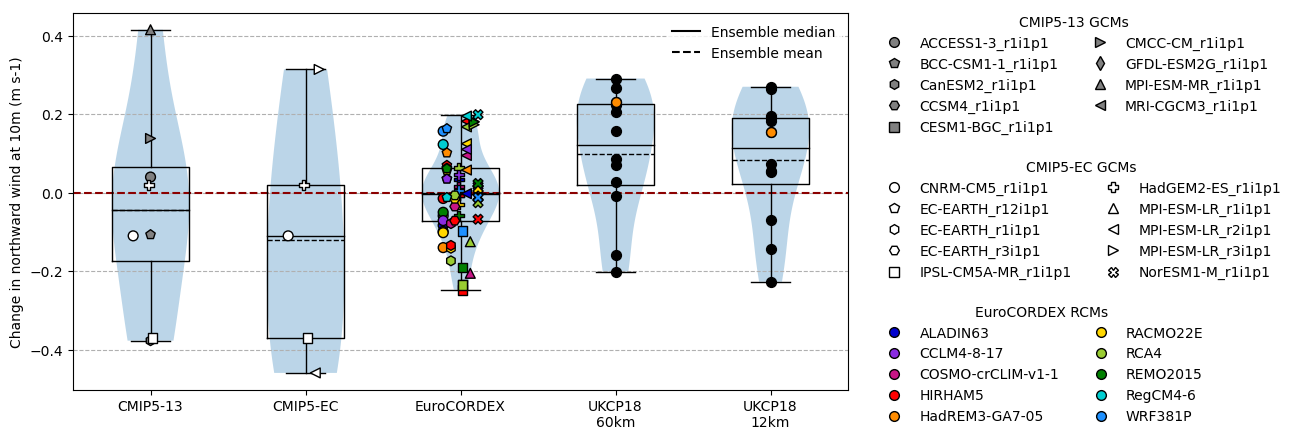 Change in northward wind at 10m (m s-1)
0.4
0.2
0.0
−0.2
−0.4
Ensemble median
Ensemble mean
CMIP5-13
CMIP5-EC
EuroCORDEX
UKCP18
60km
UKCP18
12km
CMIP5-13 GCMs
ACCESS1-3_r1i1p1
BCC-CSM1-1_r1i1p1
CanESM2_r1i1p1
CCSM4_r1i1p1
CESM1-BGC_r1i1p1
CMCC-CM_r1i1p1
GFDL-ESM2G_r1i1p1
MPI-ESM-MR_r1i1p1
MRI-CGCM3_r1i1p1
CMIP5-EC GCMs
CNRM-CM5_r1i1p1
EC-EARTH_r12i1p1
EC-EARTH_r1i1p1
EC-EARTH_r3i1p1
IPSL-CM5A-MR_r1i1p1
HadGEM2-ES_r1i1p1
MPI-ESM-LR_r1i1p1
MPI-ESM-LR_r2i1p1
MPI-ESM-LR_r3i1p1
NorESM1-M_r1i1p1
EuroCORDEX RCMs
ALADIN63
CCLM4-8-17
COSMO-crCLIM-v1-1
HIRHAM5
HadREM3-GA7-05
RACMO22E
RCA4
REMO2015
RegCM4-6
WRF381P